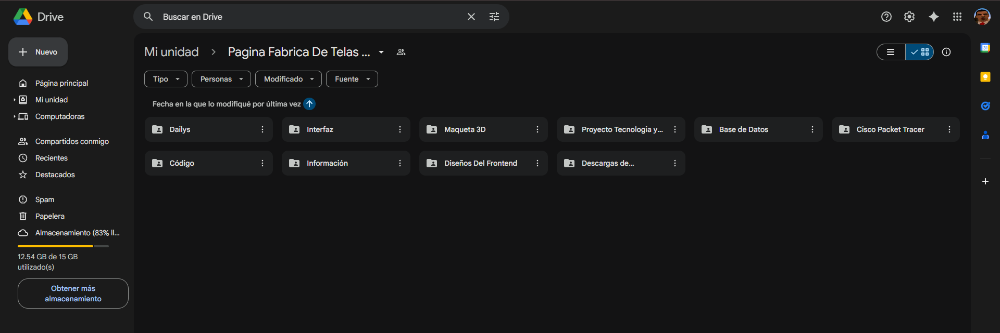 Drive
Buscar en Drive
Nuevo
Página principal
Mi unidad
Computadoras
Compartidos conmigo
Recientes
Destacados
Spam
Papelera
Almacenamiento (83% ll...
12.54 GB de 15 GB
utilizado(s)
Obtener más
almacenamiento
Mi unidad
Pagina Fabrica De Telas ...
Tipo
Personas
Modificado
Fuente
Fecha en la que lo modifiqué por última vez
Dailys
Interfaz
Maqueta 3D
Proyecto Tecnologia y...
Base de Datos
Cisco Packet Tracer
Código
Información
Diseños Del Frontend
Descargas de...
31